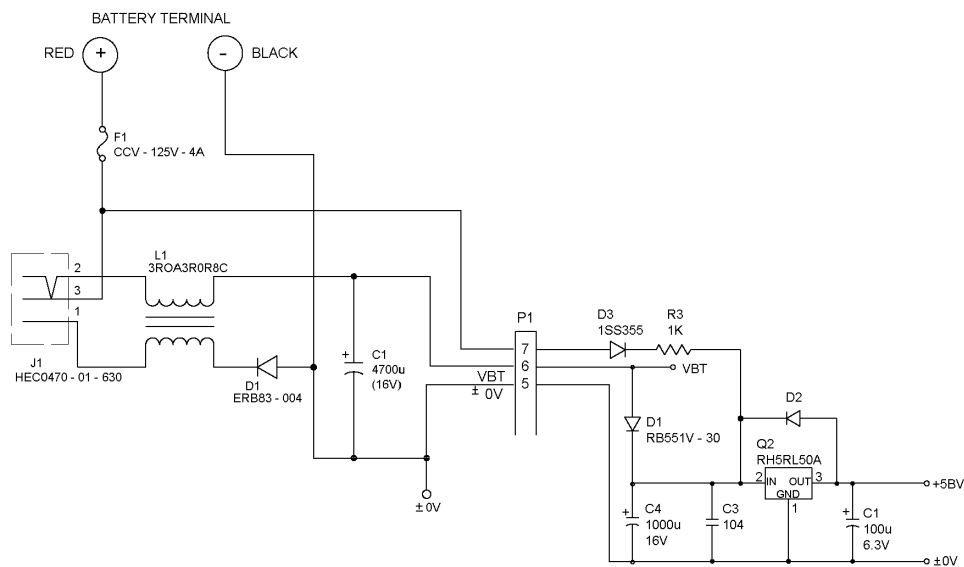 BATTERY TERMINAL
RED
+
-
BLACK
F1
CCV - 125V - 4A
L1
3ROA3R0R8C
2
3
1
J1
HEC0470 - 01 - 630
D1
ERB83 - 004
+
C1
4700u
(16V)
±0V
P1
7
6
5
VBT
± 0V
D3
1SS355
R3
1K
VBT
D1
RB551V - 30
D2
Q2
RH5RL50A
2
IN
OUT
3
GND
1
+5BV
+
C4
1000u
16V
C3
104
+
C1
100u
6.3V
±0V